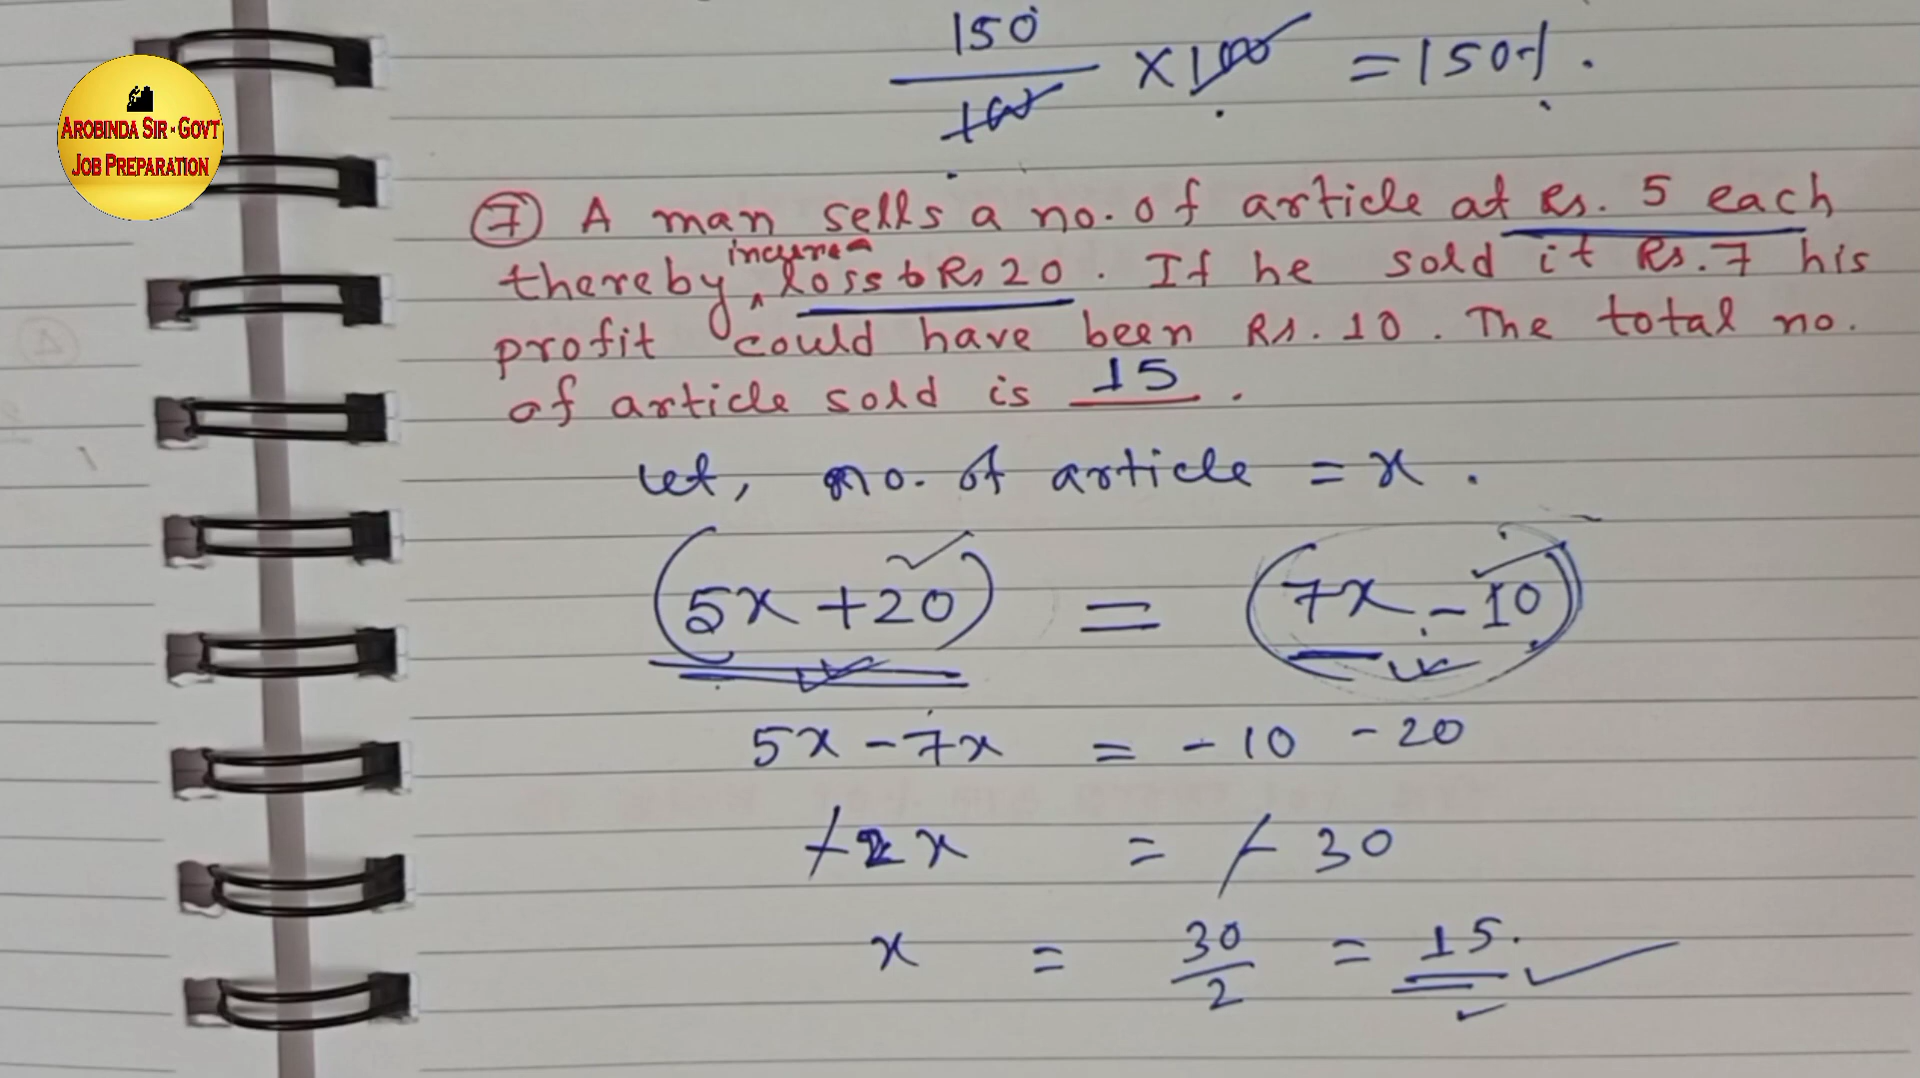 150
100 × 100 = 150%.
AROBINDA SIR - GOVT
JOB PREPARATION
⑦ A man sells a no. of article at Rs. 5 each
thereby incurred loss Rs 20. If he sold it Rs. 7 his
profit could have been Rs. 10. The total no.
of article sold is 15.
Let, no. of article = x.
(5x + 20) = (7x - 10)
5x - 7x = -10 - 20
-2x = -30
x = 30/2 = 15.